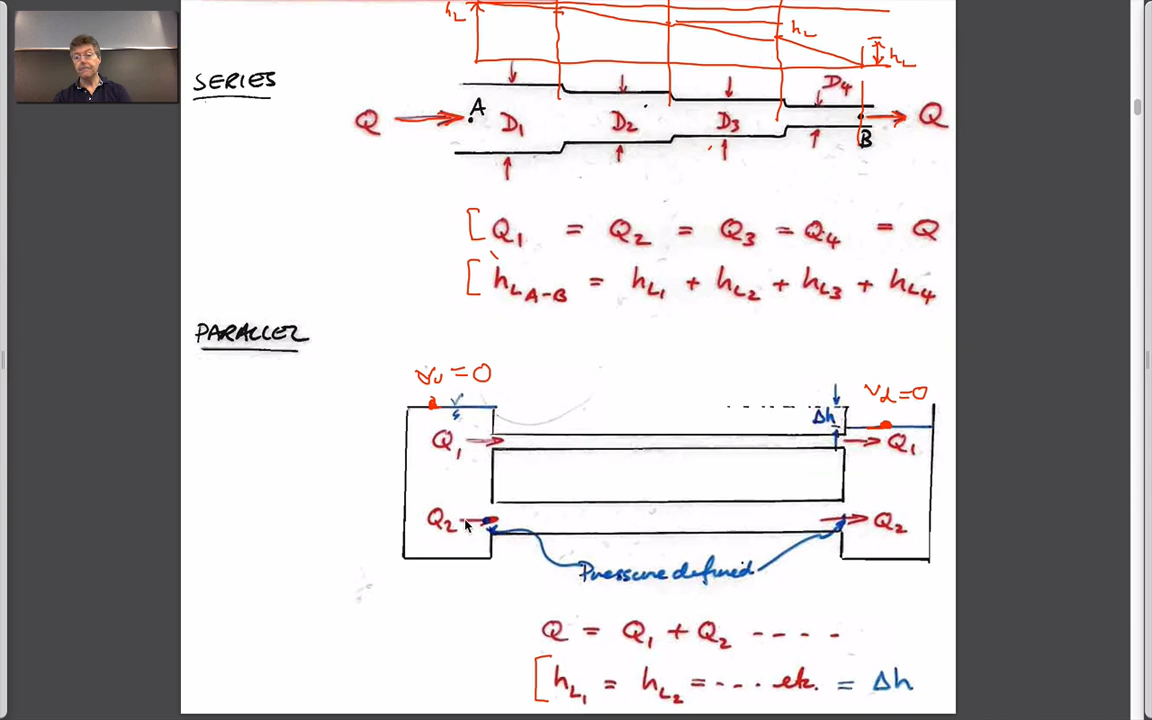 hL
hL
hL
SERIES
Q A D1 D2 D3 D4 B Q
[Q1 = Q2 = Q3 = Q4 = Q
[hL A-B = hL1 + hL2 + hL3 + hL4
PARALLEL
Vu = 0
Vd = 0
Δh
Q1 Q1
Q2 Q2
Pressure defined
Q = Q1 + Q2 ----
[hL1 = hL2 = --- etc. = Δh